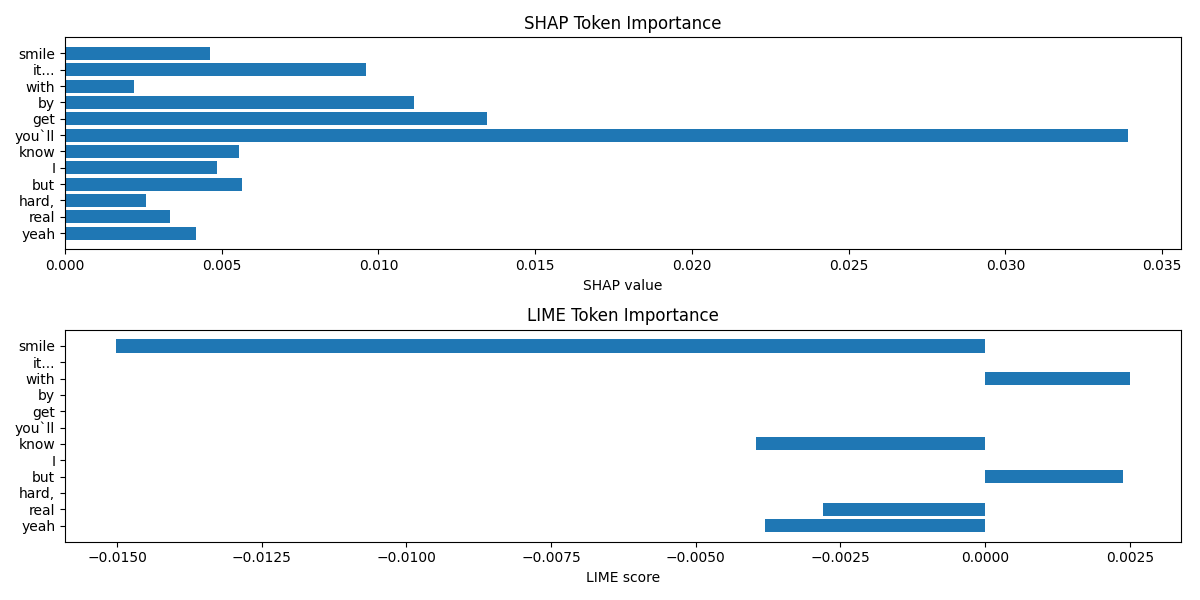 SHAP Token Importance
smile
it...
with
by
get
you`ll
know
I
but
hard,
real
yeah
0.000 0.005 0.010 0.015 0.020 0.025 0.030 0.035
SHAP value
LIME Token Importance
smile
it...
with
by
get
you`ll
know
I
but
hard,
real
yeah
−0.0150 −0.0125 −0.0100 −0.0075 −0.0050 −0.0025 0.0000 0.0025
LIME score